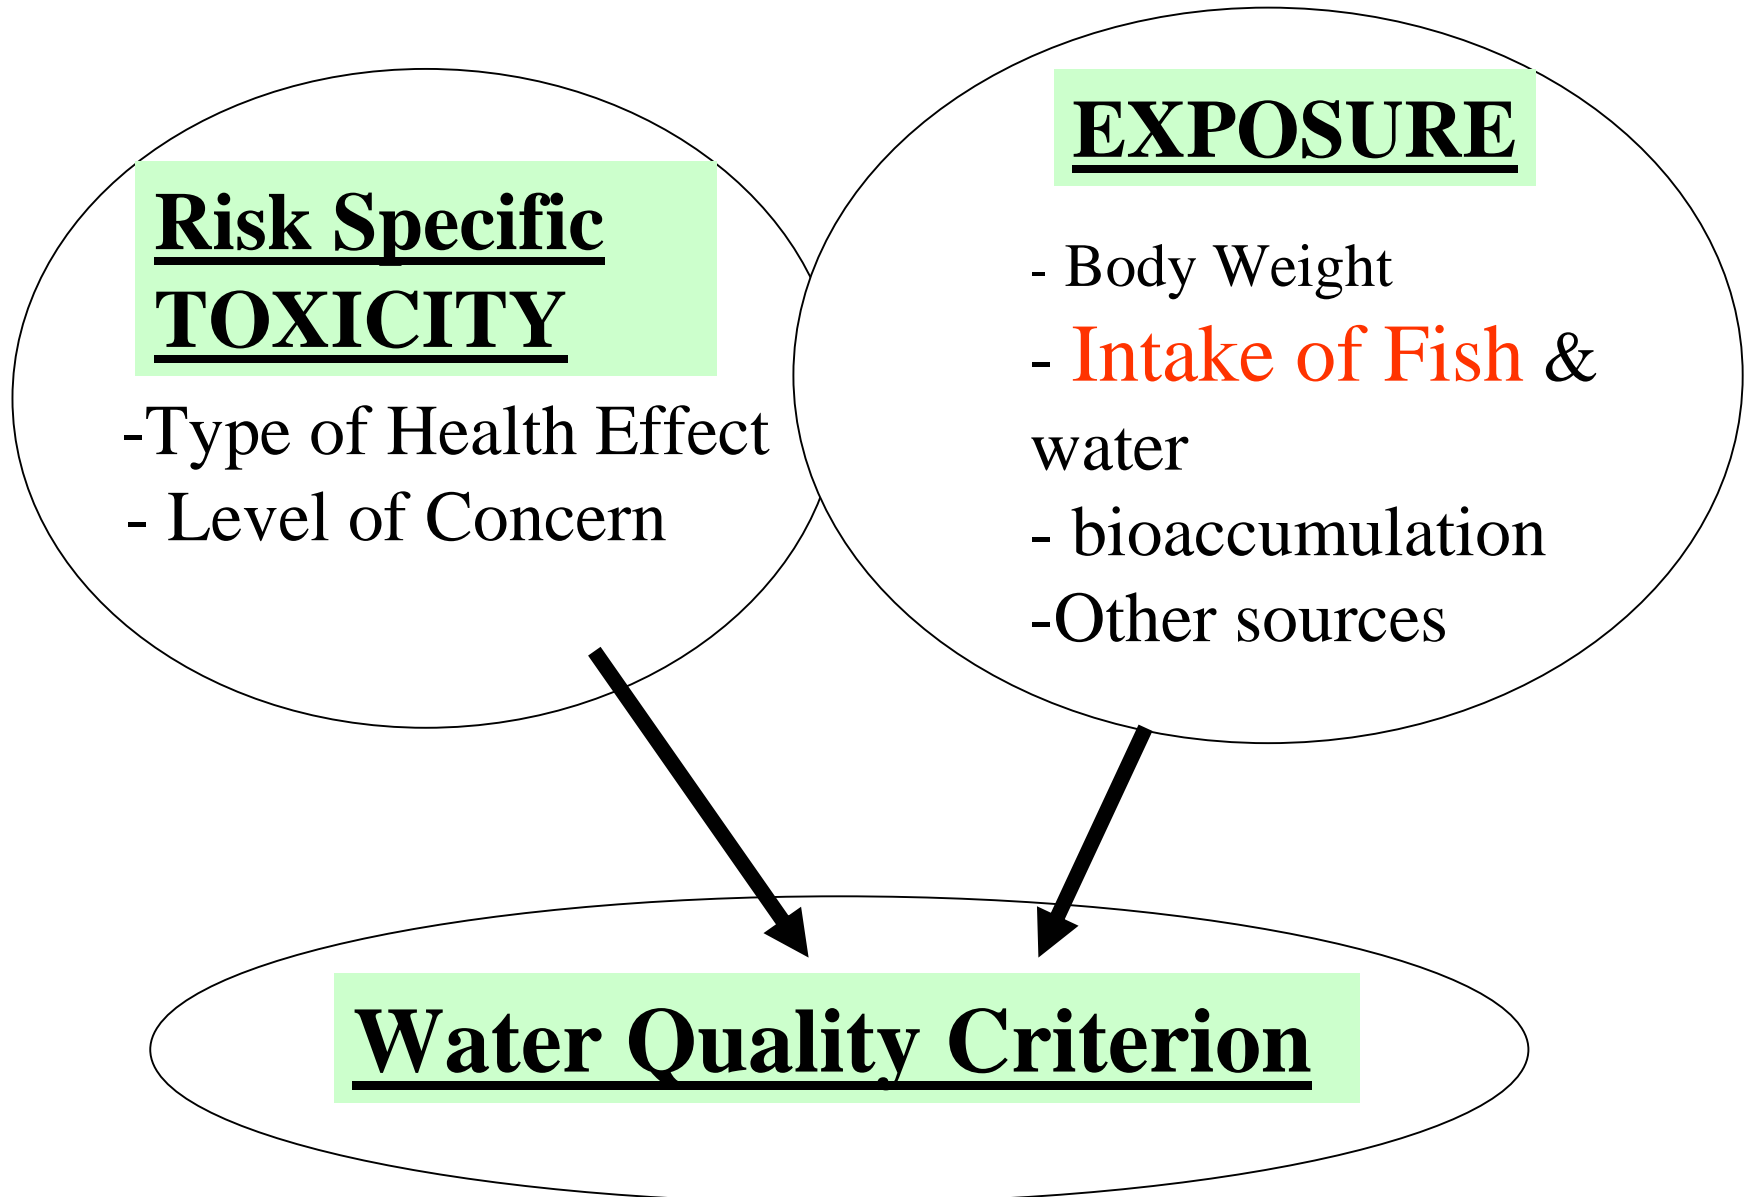 Risk Specific
TOXICITY
-Type of Health Effect
- Level of Concern
EXPOSURE
- Body Weight
- Intake of Fish &
water
- bioaccumulation
-Other sources
Water Quality Criterion